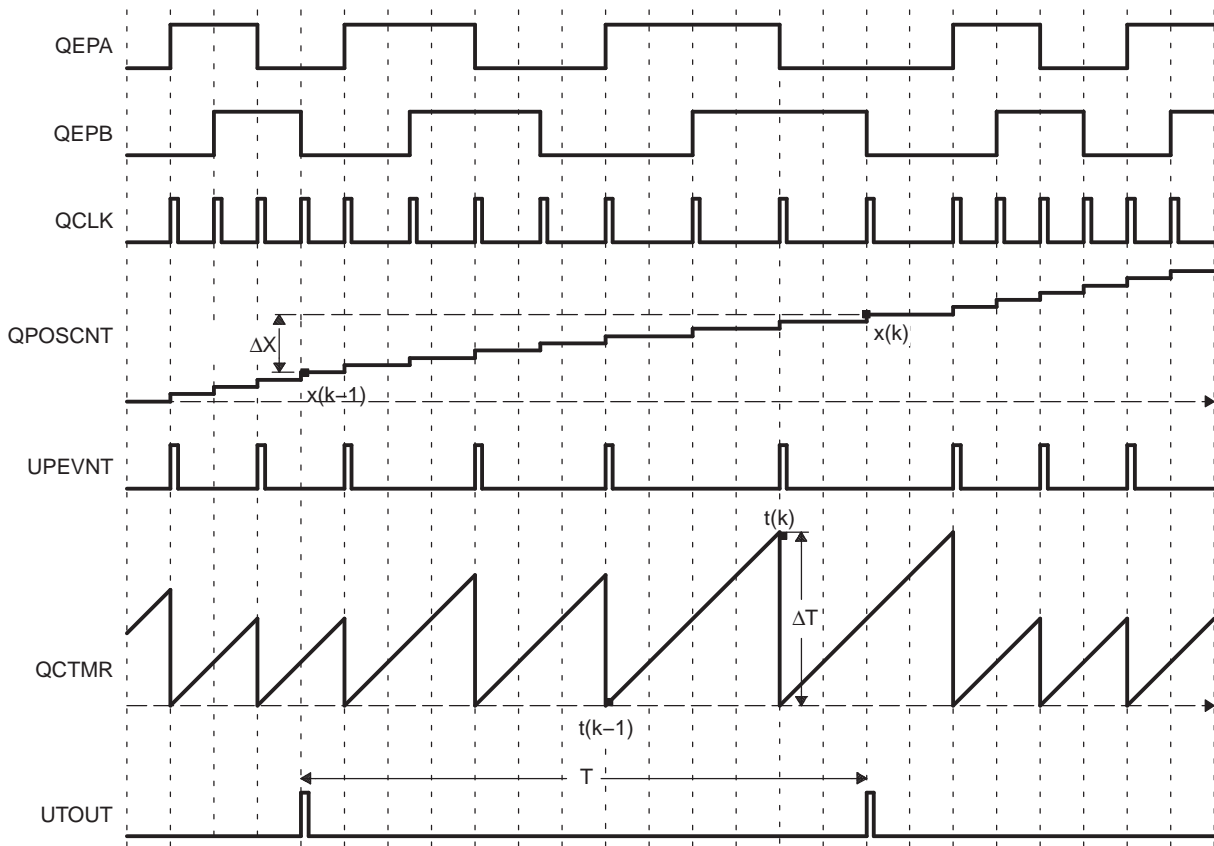 QEPA
QEPB
QCLK
QPOSCNT
ΔX
x(k)
x(k−1)
UPEVNT
t(k)
ΔT
QCTMR
t(k−1)
T
UTOUT